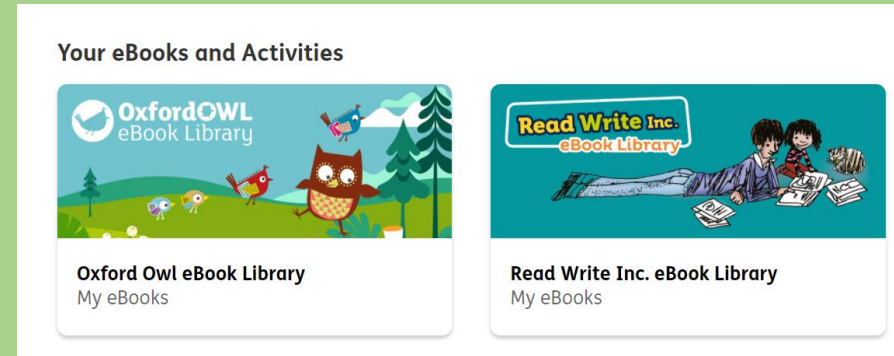 Your eBooks and Activities
OxfordOWL
eBook Library
Read Write Inc.
eBook Library
Oxford Owl eBook Library
My eBooks
Read Write Inc. eBook Library
My eBooks